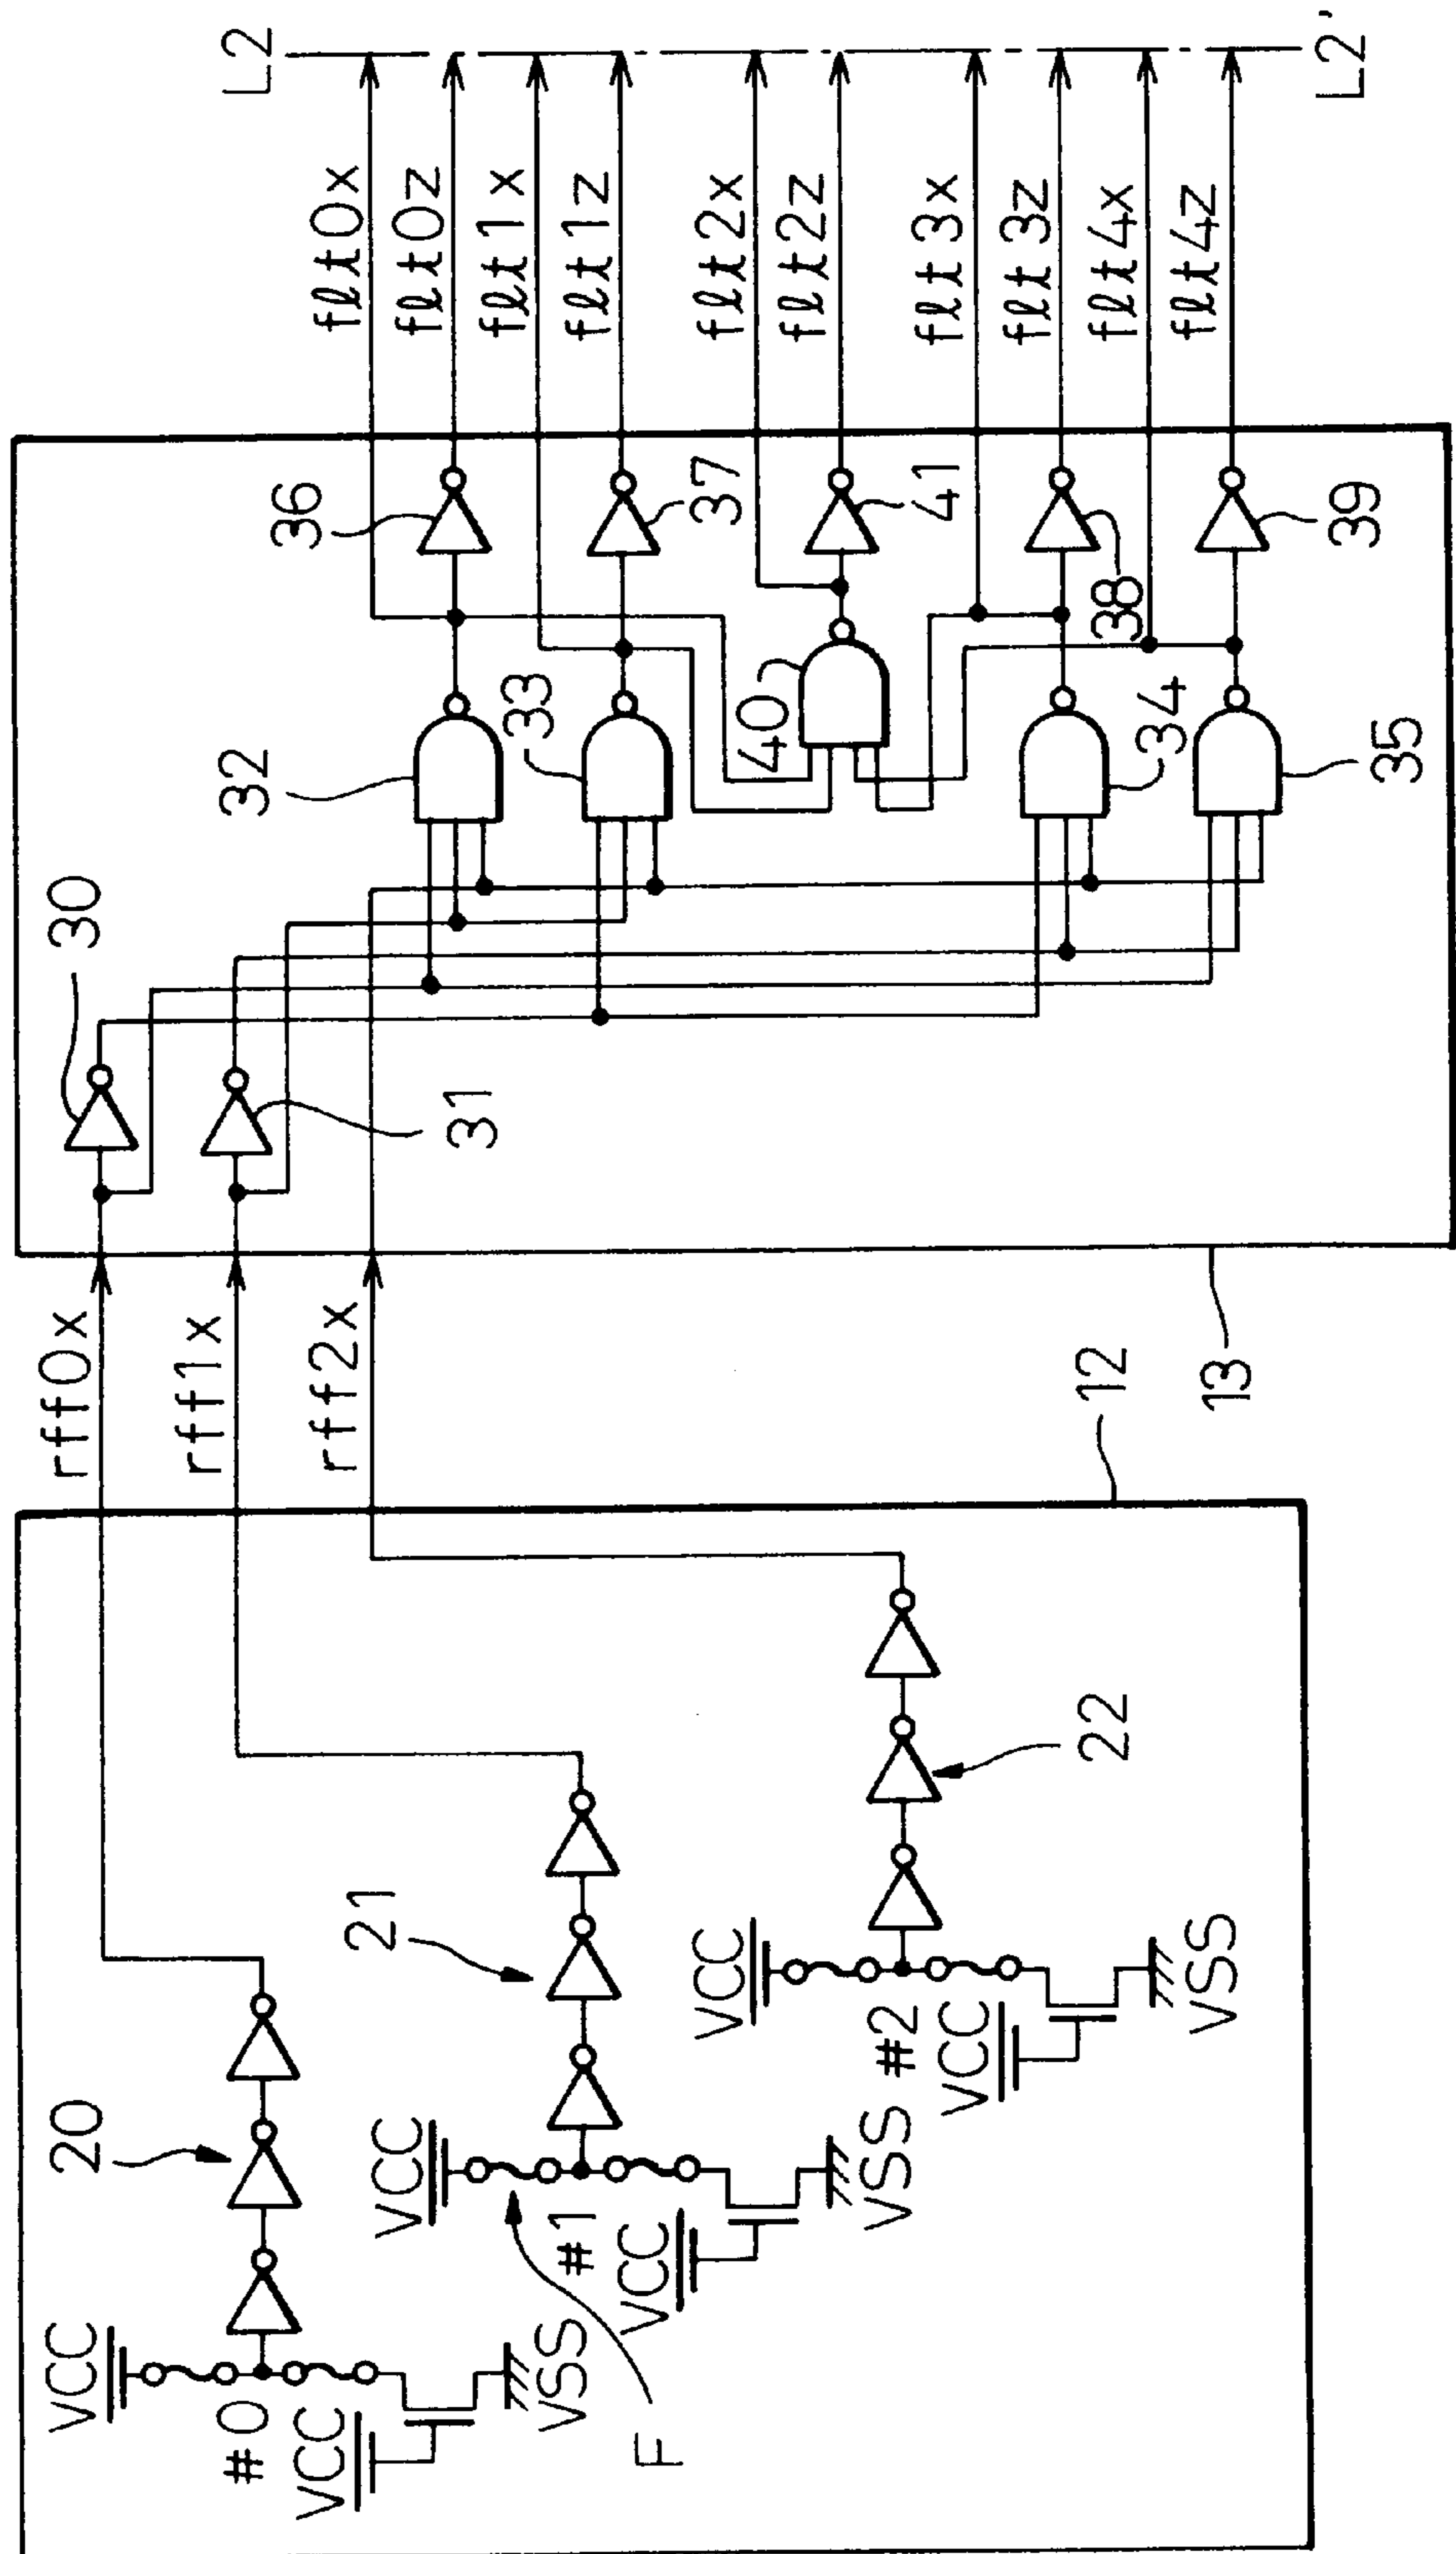 VCC
#0
VCC
VSS
20
VCC
F
#1
VCC
VSS
21
VCC
#2
VCC
VSS
22
12
rff0x
rff1x
rff2x
13
30
31
32
33
40
34
35
36
37
41
38
39
flt0x
flt0z
flt1x
flt1z
flt2x
flt2z
flt3x
flt3z
flt4x
flt4z
L2
L2'